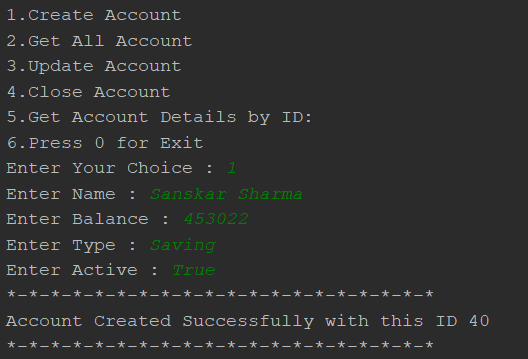 1.Create Account
2.Get All Account
3.Update Account
4.Close Account
5.Get Account Details by ID:
6.Press 0 for Exit
Enter Your Choice : 1
Enter Name : Sanskar Sharma
Enter Balance : 453022
Enter Type : Saving
Enter Active : True
*-*-*-*-*-*-*-*-*-*-*-*-*-*-*-*-*-*-*-*
Account Created Successfully with this ID 40
*-*-*-*-*-*-*-*-*-*-*-*-*-*-*-*-*-*-*-*